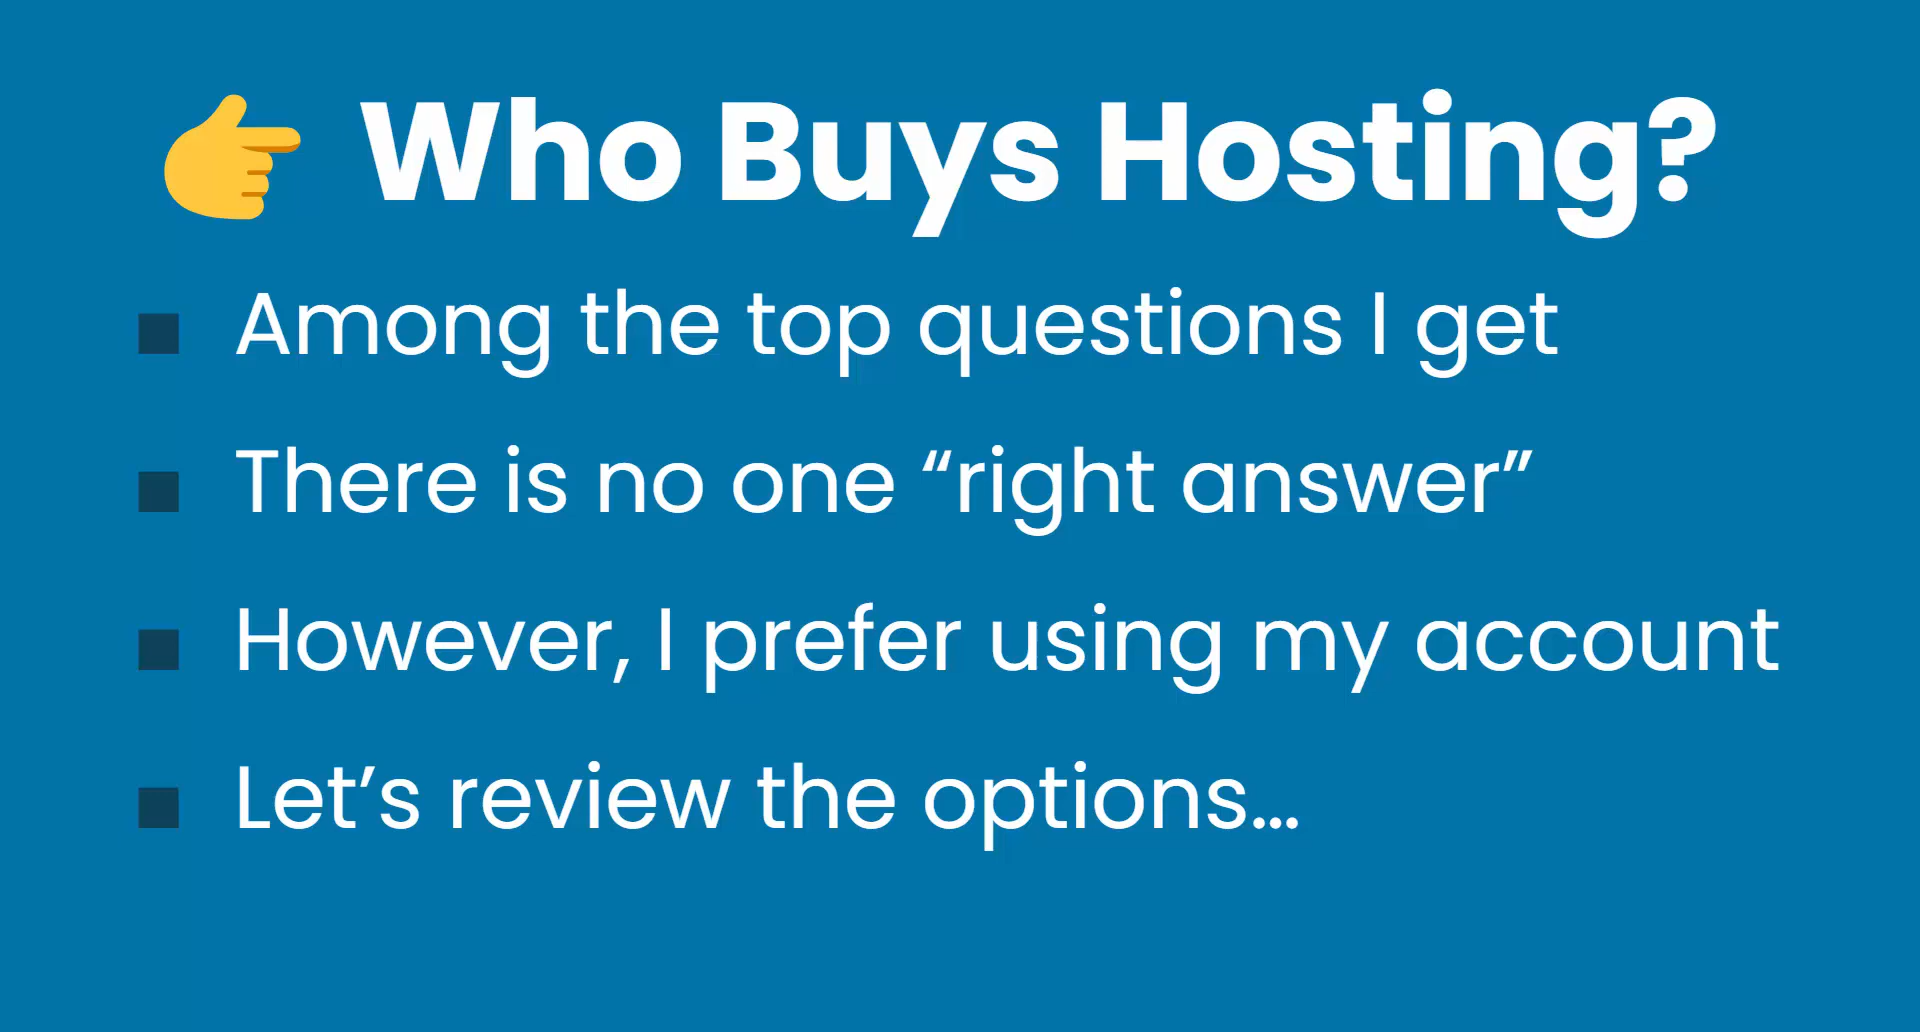 Who Buys Hosting?
Among the top questions I get
There is no one “right answer”
However, I prefer using my account
Let’s review the options…